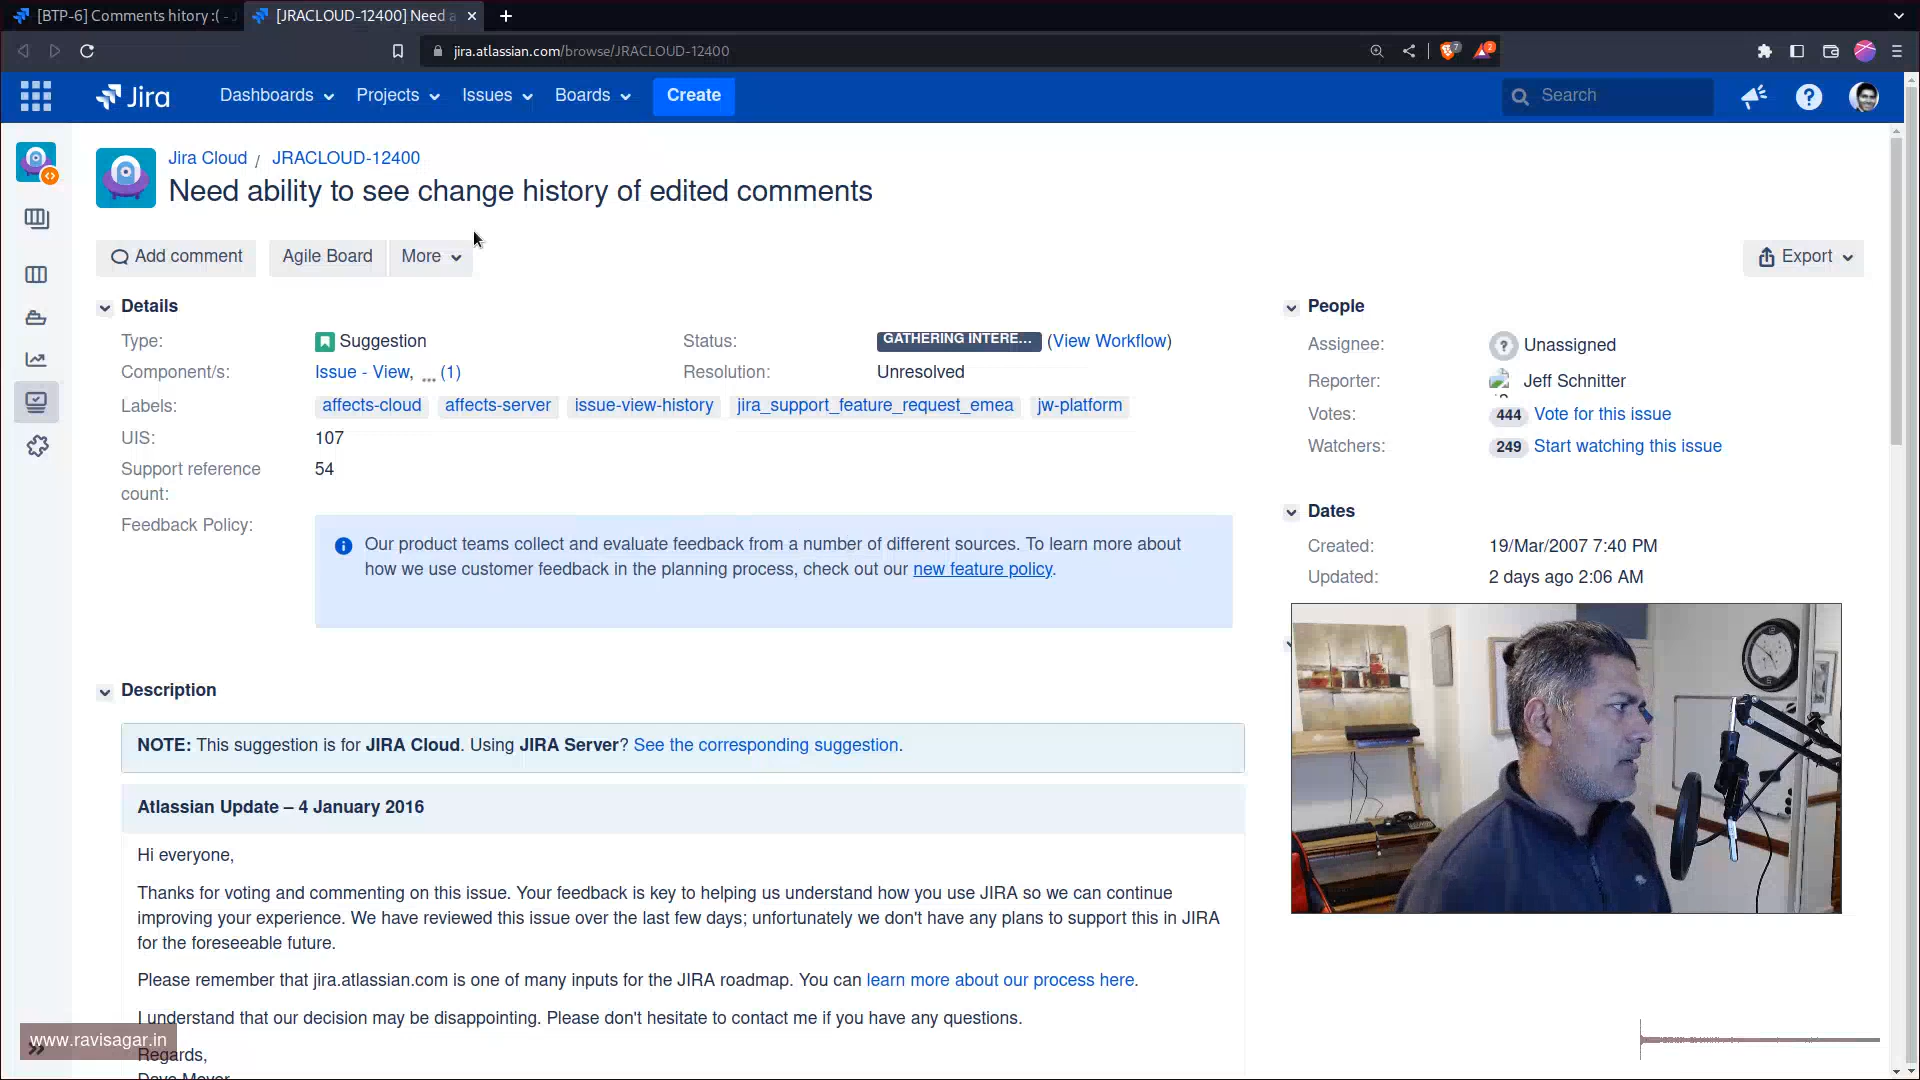 [BTP-6] Comments hitory :( -
[JRACLOUD-12400] Need
jira.atlassian.com/browse/JRACLOUD-12400
7
2
Jira
Dashboards
Projects
Issues
Boards
Create
Search
Jira Cloud / JRACLOUD-12400
Need ability to see change history of edited comments
Add comment
Agile Board
More
Export
Details
Type: Suggestion
Status: GATHERING INTERE... (View Workflow)
Component/s: Issue - View, ... (1)
Resolution: Unresolved
Labels: affects-cloud affects-server issue-view-history jira_support_feature_request_emea jw-platform
UIS: 107
Support reference count: 54
Feedback Policy:
Our product teams collect and evaluate feedback from a number of different sources. To learn more about
how we use customer feedback in the planning process, check out our new feature policy.
People
Assignee: Unassigned
Reporter: Jeff Schnitter
Votes: 444 Vote for this issue
Watchers: 249 Start watching this issue
Dates
Created: 19/Mar/2007 7:40 PM
Updated: 2 days ago 2:06 AM
Description
NOTE: This suggestion is for JIRA Cloud. Using JIRA Server? See the corresponding suggestion.
Atlassian Update – 4 January 2016
Hi everyone,
Thanks for voting and commenting on this issue. Your feedback is key to helping us understand how you use JIRA so we can continue
improving your experience. We have reviewed this issue over the last few days; unfortunately we don't have any plans to support this in JIRA
for the foreseeable future.
Please remember that jira.atlassian.com is one of many inputs for the JIRA roadmap. You can learn more about our process here.
I understand that our decision may be disappointing. Please don't hesitate to contact me if you have any questions.
www.ravisagar.in
Regards,